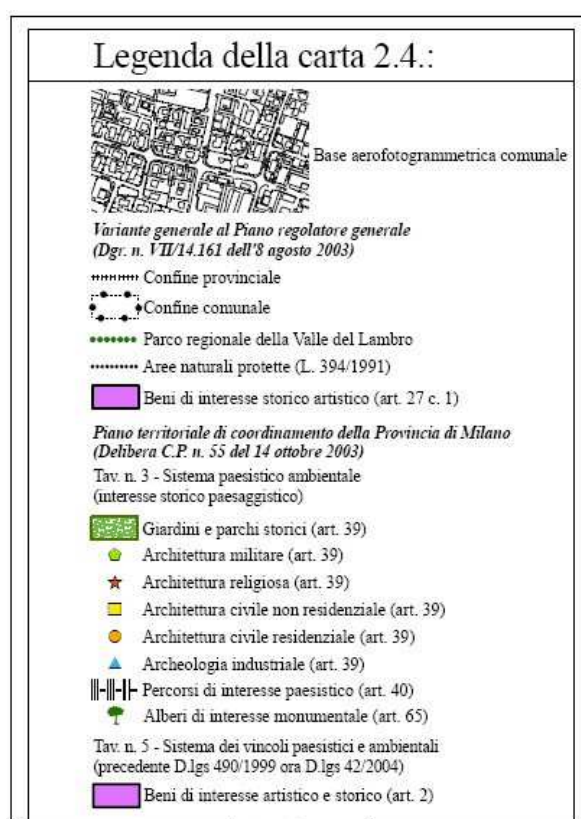 Legenda della carta 2.4.:
Base aerofotogrammetrica comunale
Variante generale al Piano regolatore generale
(Dgr. n. VII/14.161 dell'8 agosto 2003)
Confine provinciale
Confine comunale
Parco regionale della Valle del Lambro
Aree naturali protette (L. 394/1991)
Beni di interesse storico artistico (art. 27 c. 1)
Piano territoriale di coordinamento della Provincia di Milano
(Delibera C.P. n. 55 del 14 ottobre 2003)
Tav. n. 3 - Sistema paesistico ambientale
(interesse storico paesaggistico)
Giardini e parchi storici (art. 39)
Architettura militare (art. 39)
Architettura religiosa (art. 39)
Architettura civile non residenziale (art. 39)
Architettura civile residenziale (art. 39)
Archeologia industriale (art. 39)
Percorsi di interesse paesistico (art. 40)
Alberi di interesse monumentale (art. 65)
Tav. n. 5 - Sistema dei vincoli paesistici e ambientali
(precedente D.lgs 490/1999 ora D.lgs 42/2004)
Beni di interesse artistico e storico (art. 2)